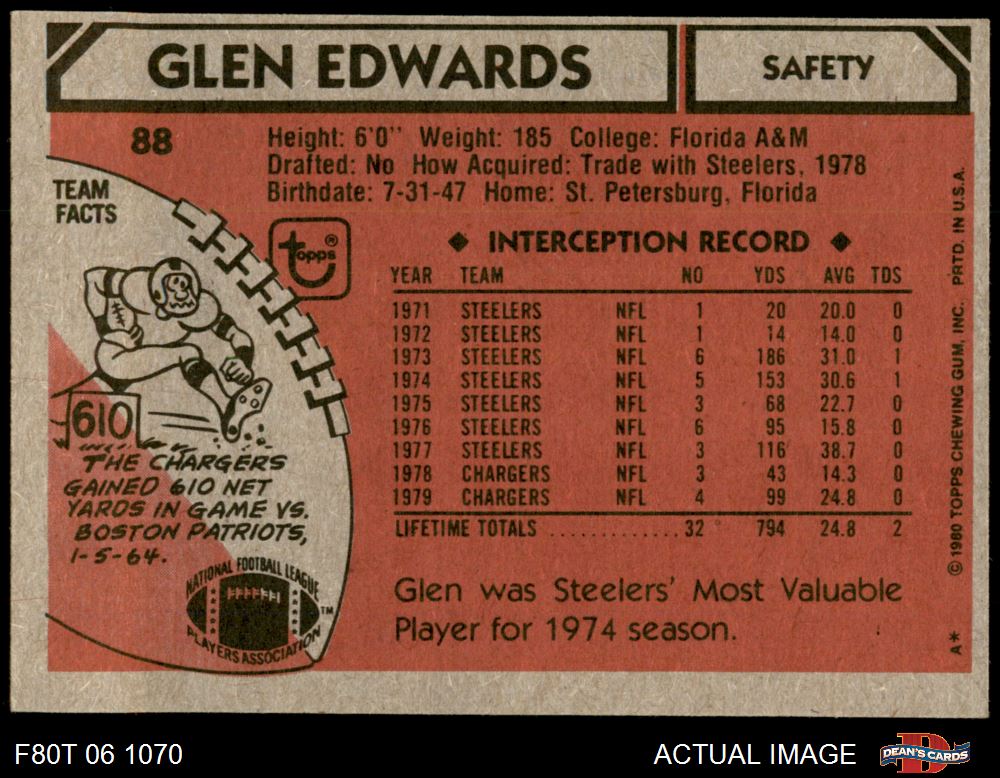 GLEN EDWARDS
SAFETY
88
Height: 6'0" Weight: 185 College: Florida A&M
Drafted: No How Acquired: Trade with Steelers, 1978
Birthdate: 7-31-47 Home: St. Petersburg, Florida
TEAM
FACTS
topps®
◆ INTERCEPTION RECORD ◆
YEAR TEAM NO YDS AVG TDS
1971 STEELERS NFL 1 20 20.0 0
1972 STEELERS NFL 1 14 14.0 0
1973 STEELERS NFL 6 186 31.0 1
1974 STEELERS NFL 5 153 30.6 1
1975 STEELERS NFL 3 68 22.7 0
1976 STEELERS NFL 6 95 15.8 0
1977 STEELERS NFL 3 116 38.7 0
1978 CHARGERS NFL 3 43 14.3 0
1979 CHARGERS NFL 4 99 24.8 0
LIFETIME TOTALS ............. 32 794 24.8 2
610
THE CHARGERS
GAINED 610 NET
YARDS IN GAME VS.
BOSTON PATRIOTS,
1-5-64.
NATIONAL FOOTBALL LEAGUE
PLAYERS ASSOCIATION
TM
Glen was Steelers' Most Valuable
Player for 1974 season.
A* © 1980 TOPPS CHEWING GUM, INC. PRTD. IN U.S.A.
F80T 06 1070
ACTUAL IMAGE
D
DEAN'S CARDS